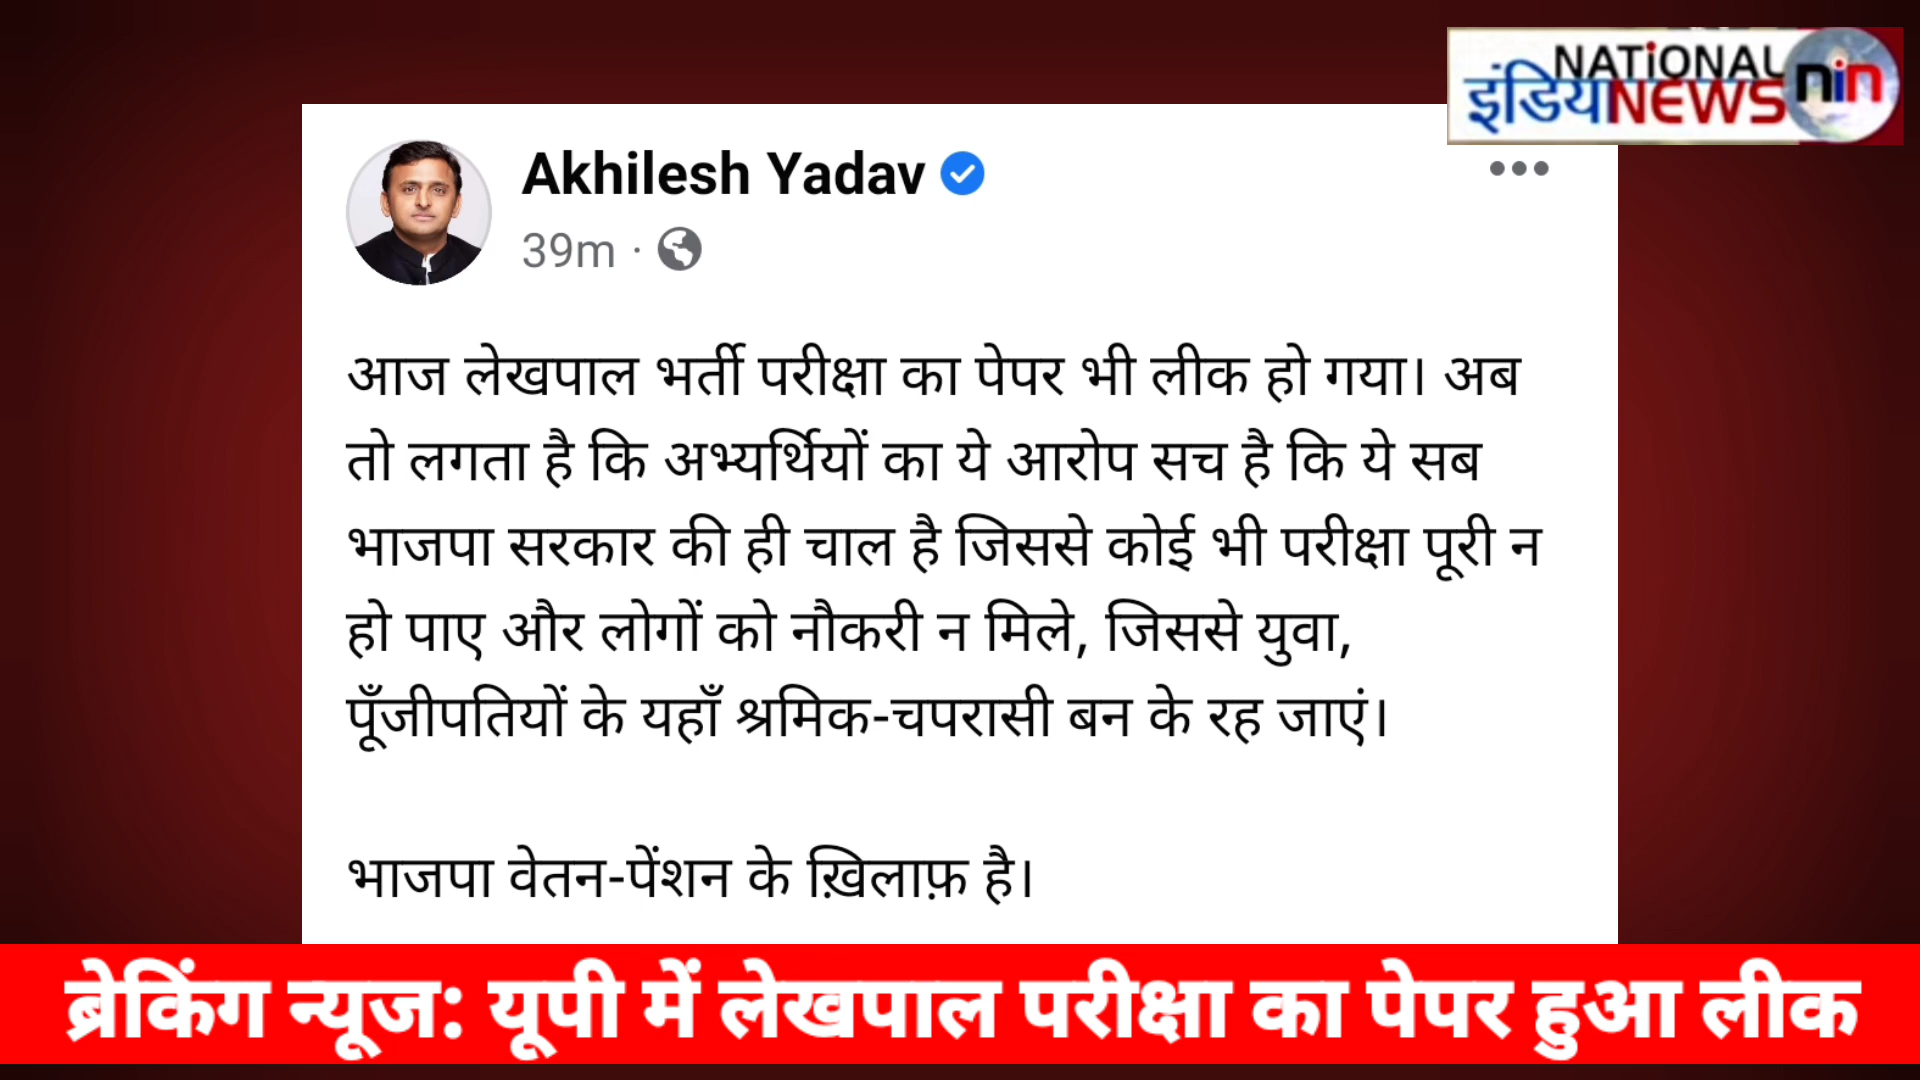 NATiONAL
इंडिया NEWS nin
Akhilesh Yadav
39m ·
आज लेखपाल भर्ती परीक्षा का पेपर भी लीक हो गया। अब
तो लगता है कि अभ्यर्थियों का ये आरोप सच है कि ये सब
भाजपा सरकार की ही चाल है जिससे कोई भी परीक्षा पूरी न
हो पाए और लोगों को नौकरी न मिले, जिससे युवा,
पूँजीपतियों के यहाँ श्रमिक-चपरासी बन के रह जाएं।
भाजपा वेतन-पेंशन के ख़िलाफ़ है।
ब्रेकिंग न्यूज: यूपी में लेखपाल परीक्षा का पेपर हुआ लीक